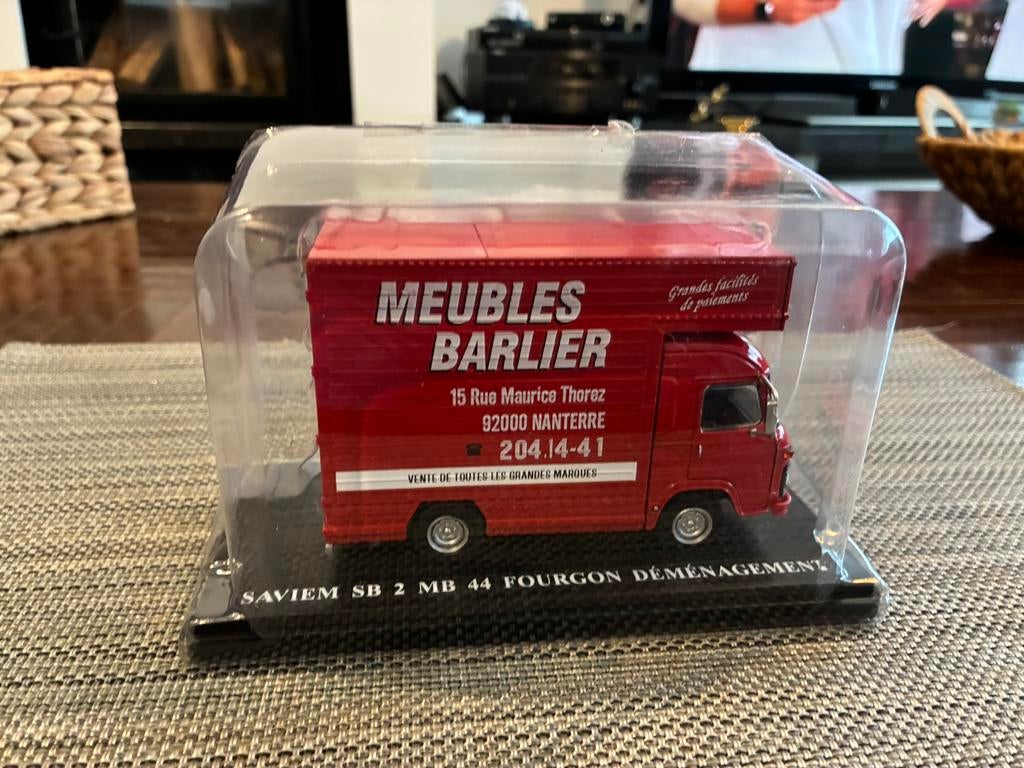 MEUBLES
BARLIER
Grandes facilités
de paiements
15 Rue Maurice Thorez
92000 NANTERRE
☎ 204.14-41
VENTE DE TOUTES LES GRANDES MARQUES
SAVIEM SB 2 MB 44 FOURGON DÉMÉNAGEMENT